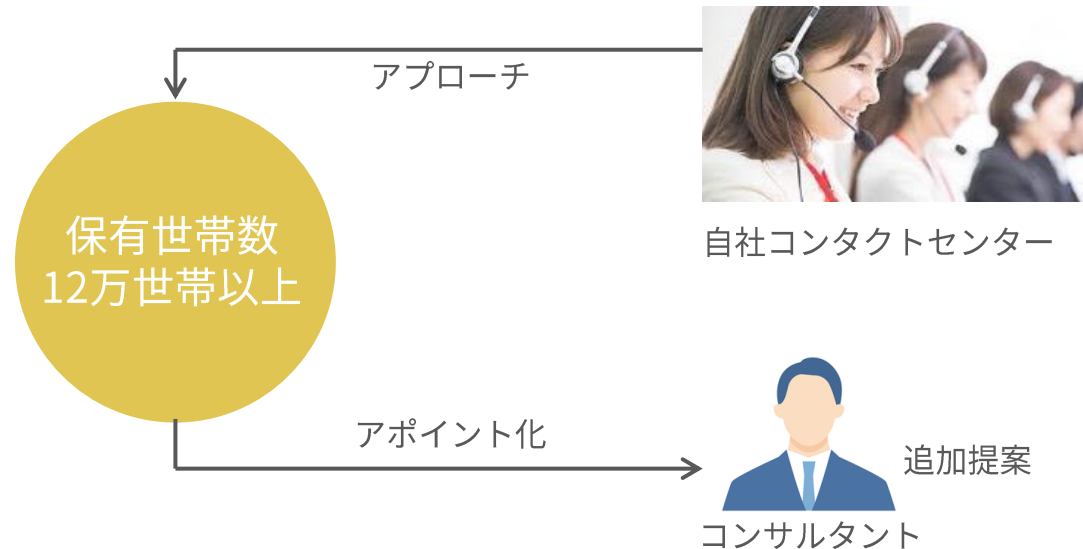 アプローチ
自社コンタクトセンター
保有世帯数
12万世帯以上
アポイント化
追加提案
コンサルタント